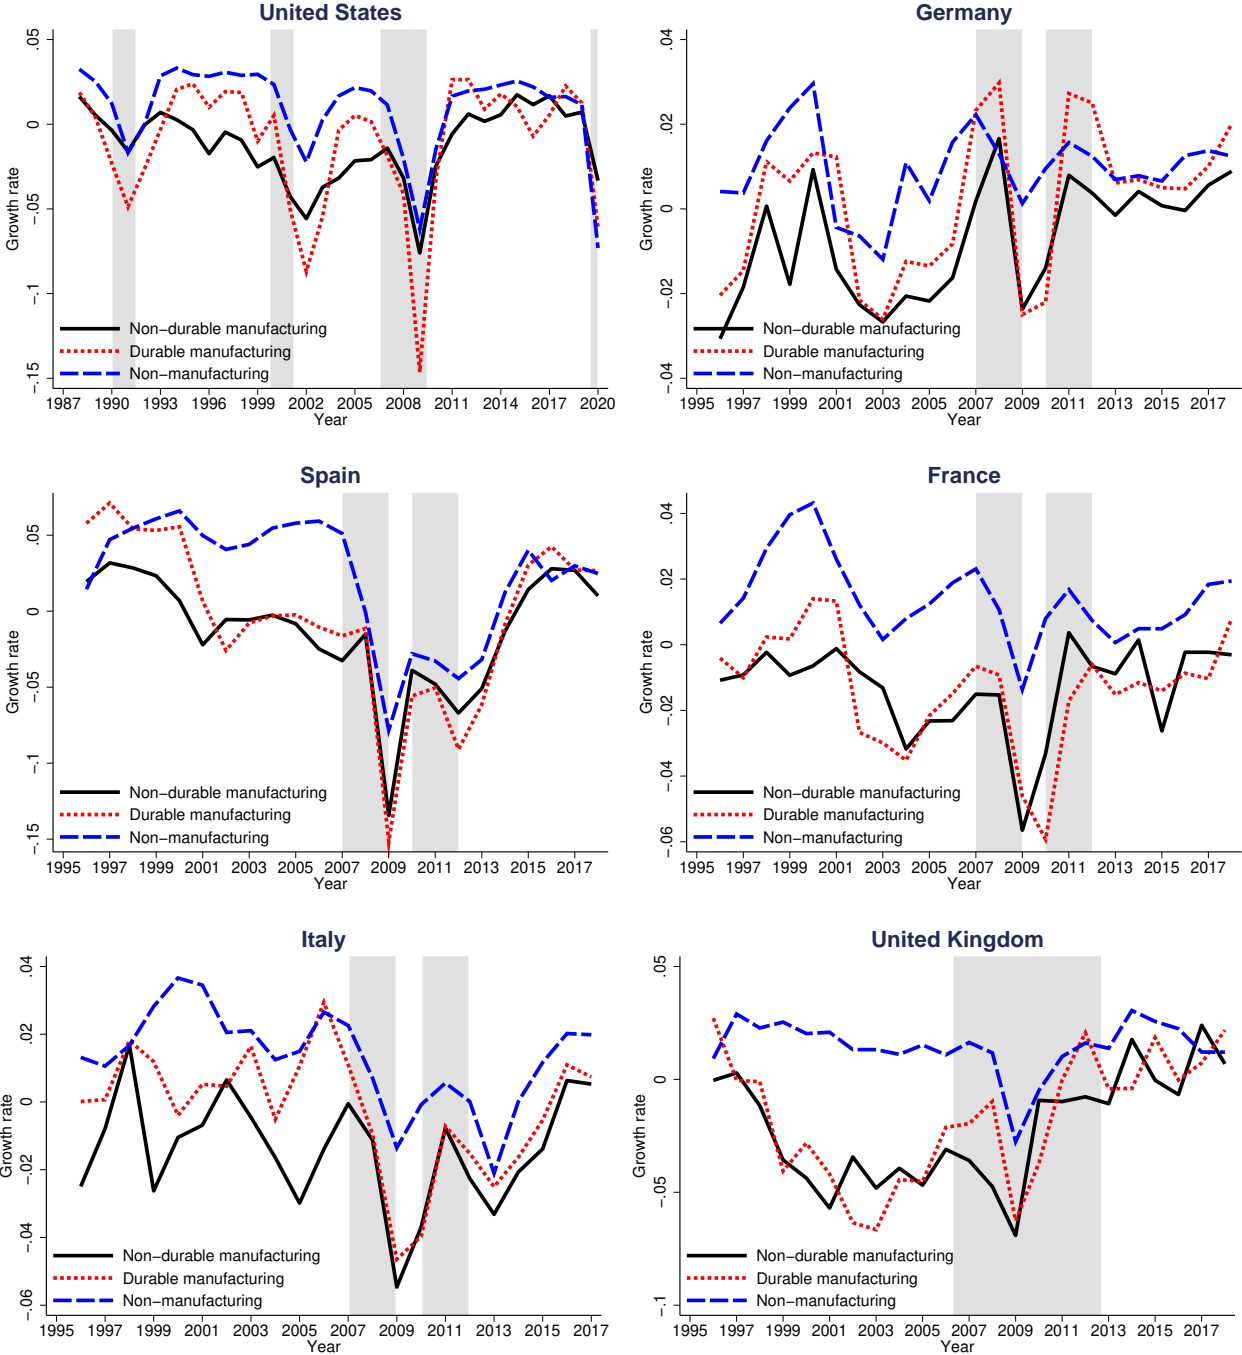 United States
Growth rate
.05
0
-.05
-.1
-.15
Non-durable manufacturing
Durable manufacturing
Non-manufacturing
1987 1990 1993 1996 1999 2002 2005 2008 2011 2014 2017 2020
Year
Germany
Growth rate
.04
.02
0
-.02
-.04
Non-durable manufacturing
Durable manufacturing
Non-manufacturing
1995 1997 1999 2001 2003 2005 2007 2009 2011 2013 2015 2017
Year
Spain
Growth rate
.05
0
-.05
-.1
-.15
Non-durable manufacturing
Durable manufacturing
Non-manufacturing
1995 1997 1999 2001 2003 2005 2007 2009 2011 2013 2015 2017
Year
France
Growth rate
.04
.02
0
-.02
-.04
-.06
Non-durable manufacturing
Durable manufacturing
Non-manufacturing
1995 1997 1999 2001 2003 2005 2007 2009 2011 2013 2015 2017
Year
Italy
Growth rate
.04
.02
0
-.02
-.04
-.06
Non-durable manufacturing
Durable manufacturing
Non-manufacturing
1995 1997 1999 2001 2003 2005 2007 2009 2011 2013 2015 2017
Year
United Kingdom
Growth rate
.05
0
-.05
-.1
Non-durable manufacturing
Durable manufacturing
Non-manufacturing
1995 1997 1999 2001 2003 2005 2007 2009 2011 2013 2015 2017
Year